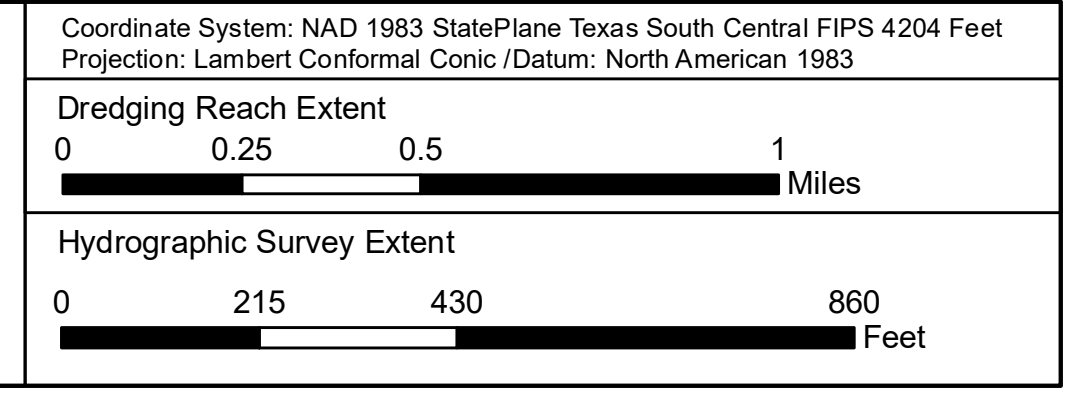 Coordinate System: NAD 1983 StatePlane Texas South Central FIPS 4204 Feet
Projection: Lambert Conformal Conic /Datum: North American 1983
Dredging Reach Extent
0 0.25 0.5 1
Miles
Hydrographic Survey Extent
0 215 430 860
Feet